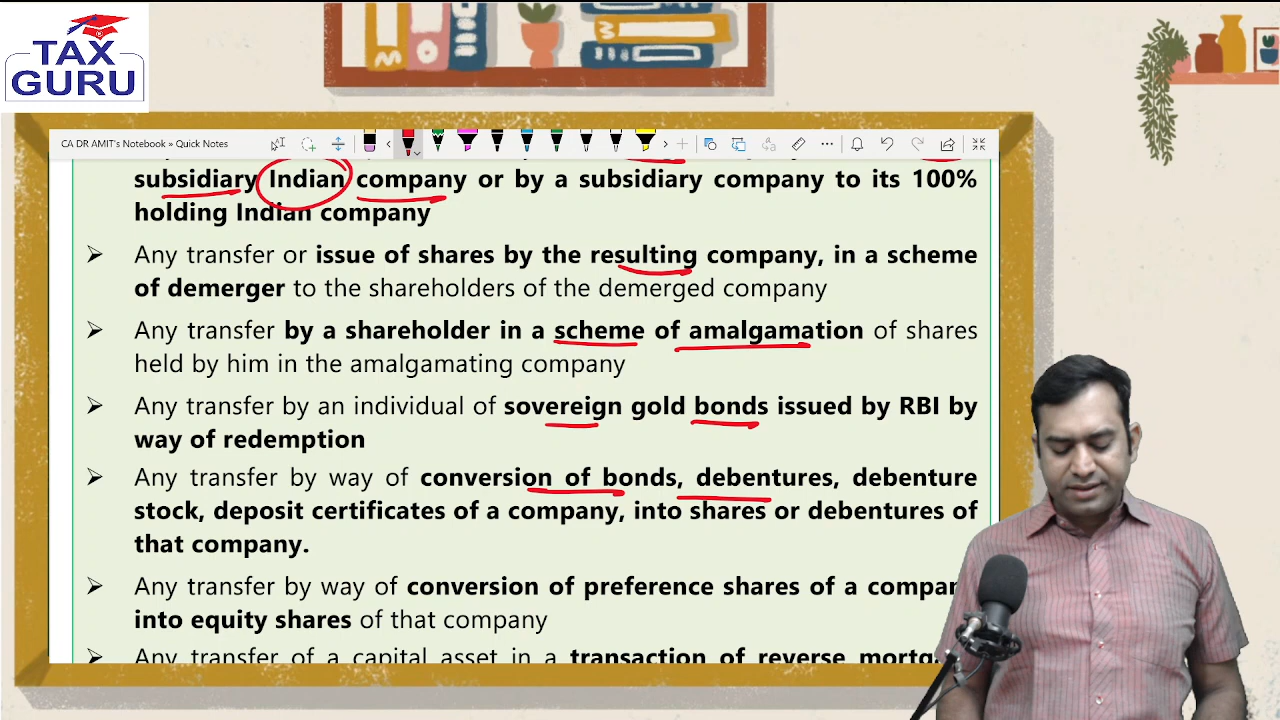 TAX
GURU
CA DR AMIT's Notebook » Quick Notes
subsidiary Indian company or by a subsidiary company to its 100%
holding Indian company
➢ Any transfer or issue of shares by the resulting company, in a scheme
of demerger to the shareholders of the demerged company
➢ Any transfer by a shareholder in a scheme of amalgamation of shares
held by him in the amalgamating company
➢ Any transfer by an individual of sovereign gold bonds issued by RBI by
way of redemption
➢ Any transfer by way of conversion of bonds, debentures, debenture
stock, deposit certificates of a company, into shares or debentures of
that company.
➢ Any transfer by way of conversion of preference shares of a compan
into equity shares of that company
➢ Any transfer of a capital asset in a transaction of reverse mortga